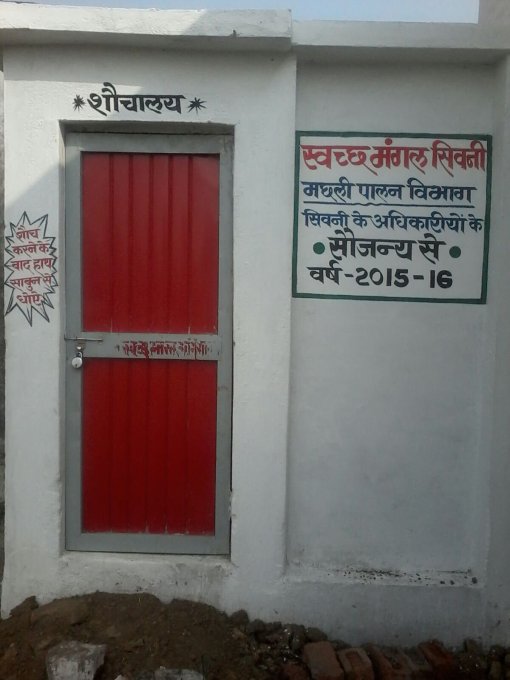 शौचालय
शौच
करने के
बाद हाथ
साबुन से
धोऐं
स्वच्छ मंगल सिवनी
मछली पालन विभाग
सिवनी के अधिकारीयों के
सौजन्य से
वर्ष - 2015 - 16